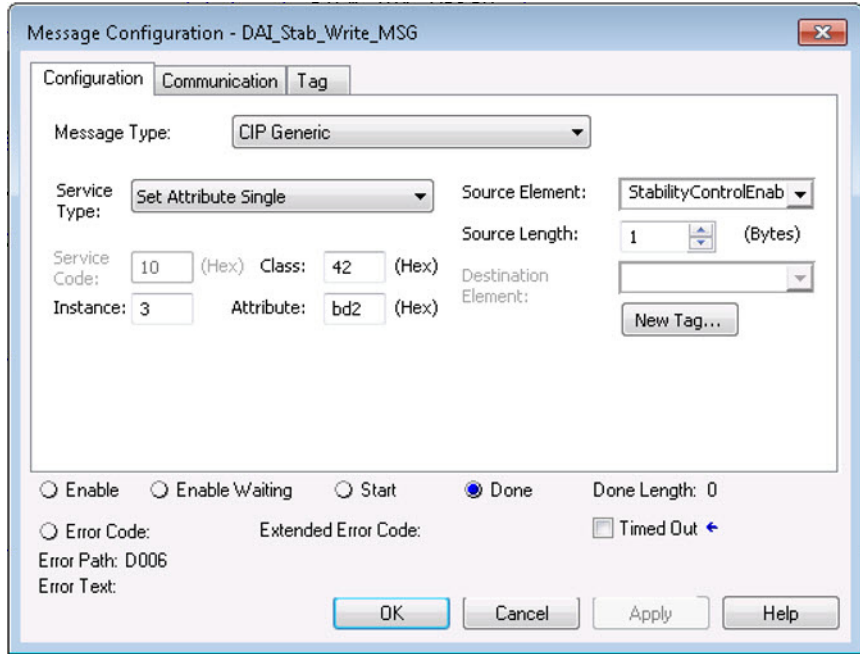 Message Configuration - DAI_Stab_Write_MSG
Configuration Communication Tag
Message Type: CIP Generic
Service Type: Set Attribute Single
Source Element: StabilityControlEnab
Source Length: 1 (Bytes)
Service Code: 10 (Hex) Class: 42 (Hex)
Destination Element:
Instance: 3 Attribute: bd2 (Hex)
New Tag...
Enable Enable Waiting Start Done Done Length: 0
Error Code: Extended Error Code: Timed Out
Error Path: D006
Error Text:
OK Cancel Apply Help